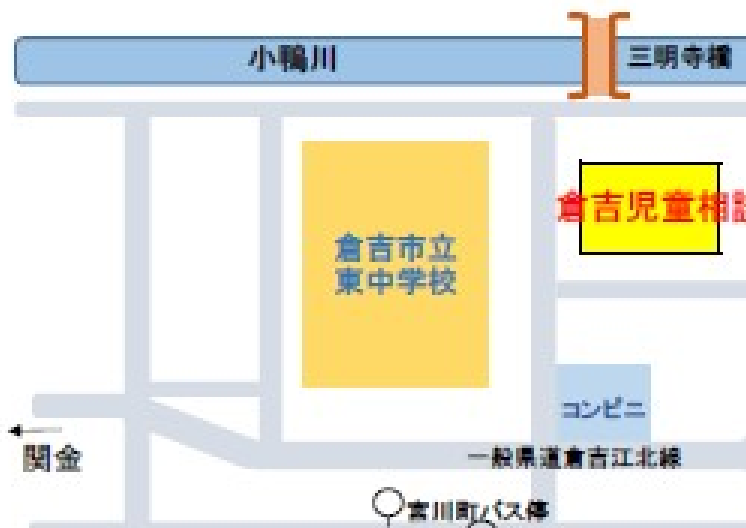 小鴨川
三明寺橋
倉吉児童相談
倉吉市立
東中学校
コンビニ
関金
一般県道倉吉江北線
宮川町バス停